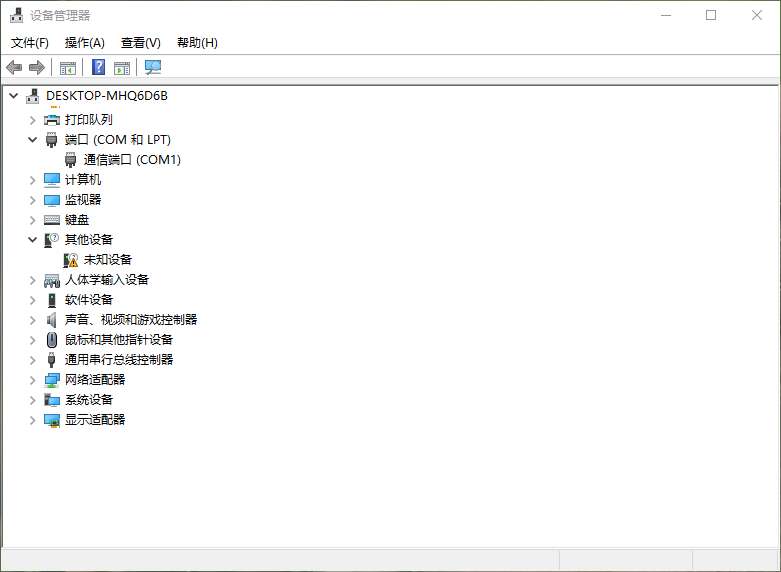 设备管理器
文件(F) 操作(A) 查看(V) 帮助(H)
DESKTOP-MHQ6D6B
打印队列
端口 (COM 和 LPT)
通信端口 (COM1)
计算机
监视器
键盘
其他设备
未知设备
人体学输入设备
软件设备
声音、视频和游戏控制器
鼠标和其他指针设备
通用串行总线控制器
网络适配器
系统设备
显示适配器